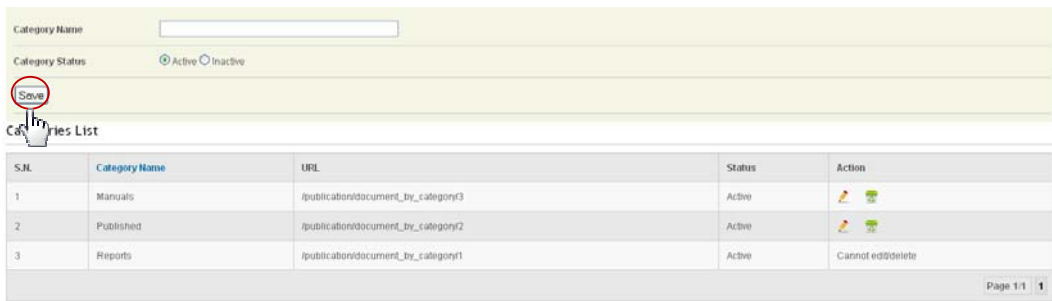 Category Name
Category Status Active Inactive
Save
Categories List
S.N. Category Name URL Status Action
1 Manuals /publication/document_by_category/3 Active
2 Published /publication/document_by_category/2 Active
3 Reports /publication/document_by_category/1 Active Cannot edit/delete
Page 1/1 1